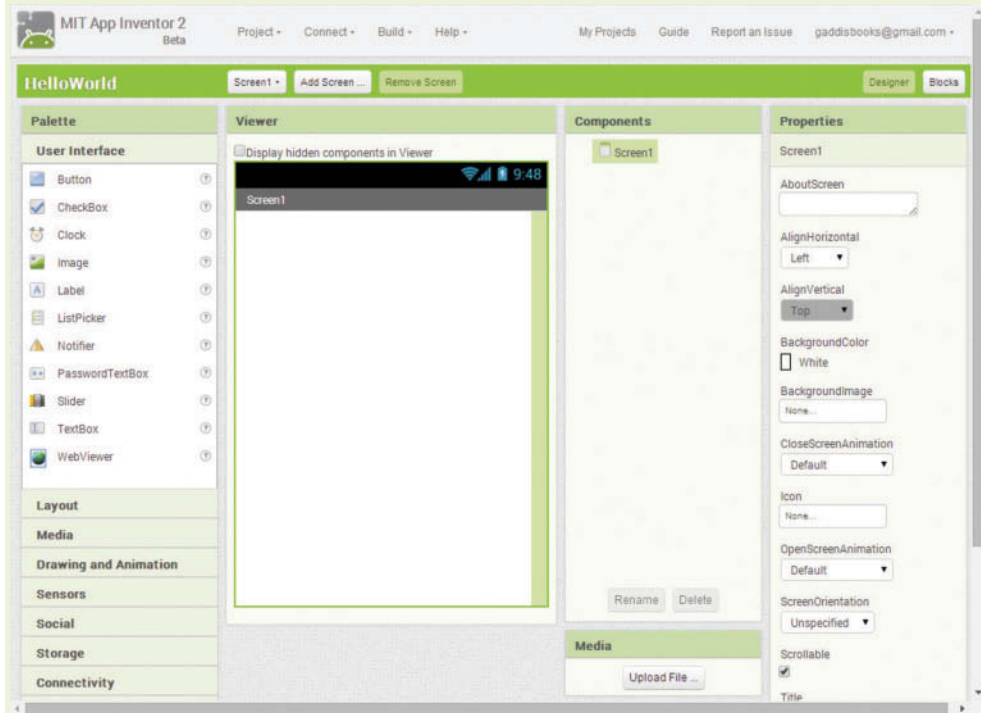 MIT App Inventor 2
Beta
Project Connect Build Help My Projects Guide Report an Issue gaddisbooks@gmail.com
HelloWorld Screen1 Add Screen ... Remove Screen Designer Blocks
Palette
User Interface
Button
CheckBox
Clock
Image
Label
ListPicker
Notifier
PasswordTextBox
Slider
TextBox
WebViewer
Layout
Media
Drawing and Animation
Sensors
Social
Storage
Connectivity
Viewer
Display hidden components in Viewer
9:48
Screen1
Components
Screen1
Rename Delete
Media
Upload File ...
Properties
Screen1
AboutScreen
AlignHorizontal
Left
AlignVertical
Top
BackgroundColor
White
BackgroundImage
None...
CloseScreenAnimation
Default
Icon
None...
OpenScreenAnimation
Default
ScreenOrientation
Unspecified
Scrollable
Title